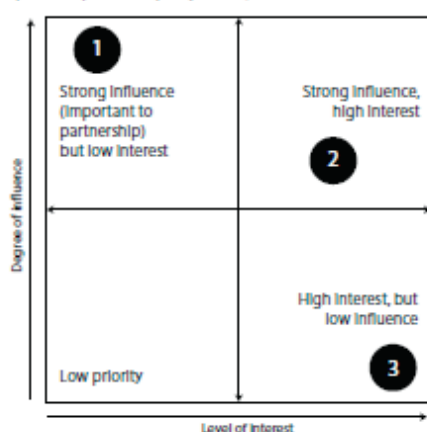 1
Strong influence
(important to
partnership)
but low interest
Strong influence,
high interest
2
High interest, but
low influence
3
Low priority
Degree of influence
Level of interest